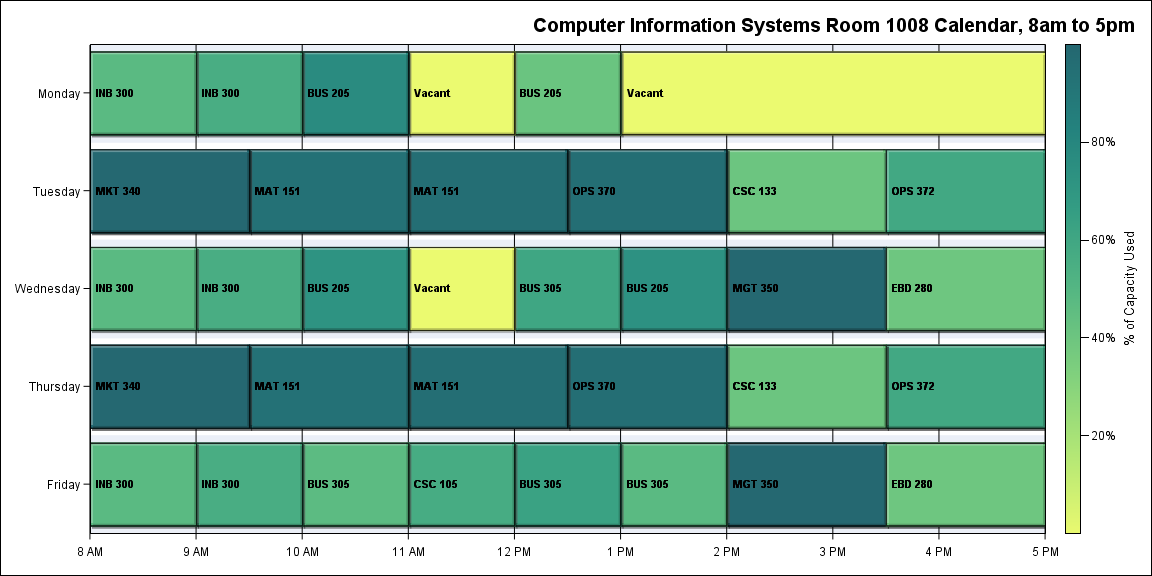 Computer Information Systems Room 1008 Calendar, 8am to 5pm
Monday
INB 300
INB 300
BUS 205
Vacant
BUS 205
Vacant
Tuesday
MKT 340
MAT 151
MAT 151
OPS 370
CSC 133
OPS 372
Wednesday
INB 300
INB 300
BUS 205
Vacant
BUS 305
BUS 205
MGT 350
EBD 280
Thursday
MKT 340
MAT 151
MAT 151
OPS 370
CSC 133
OPS 372
Friday
INB 300
INB 300
BUS 305
CSC 105
BUS 305
BUS 305
MGT 350
EBD 280
8 AM
9 AM
10 AM
11 AM
12 PM
1 PM
2 PM
3 PM
4 PM
5 PM
80%
60%
40%
20%
% of Capacity Used